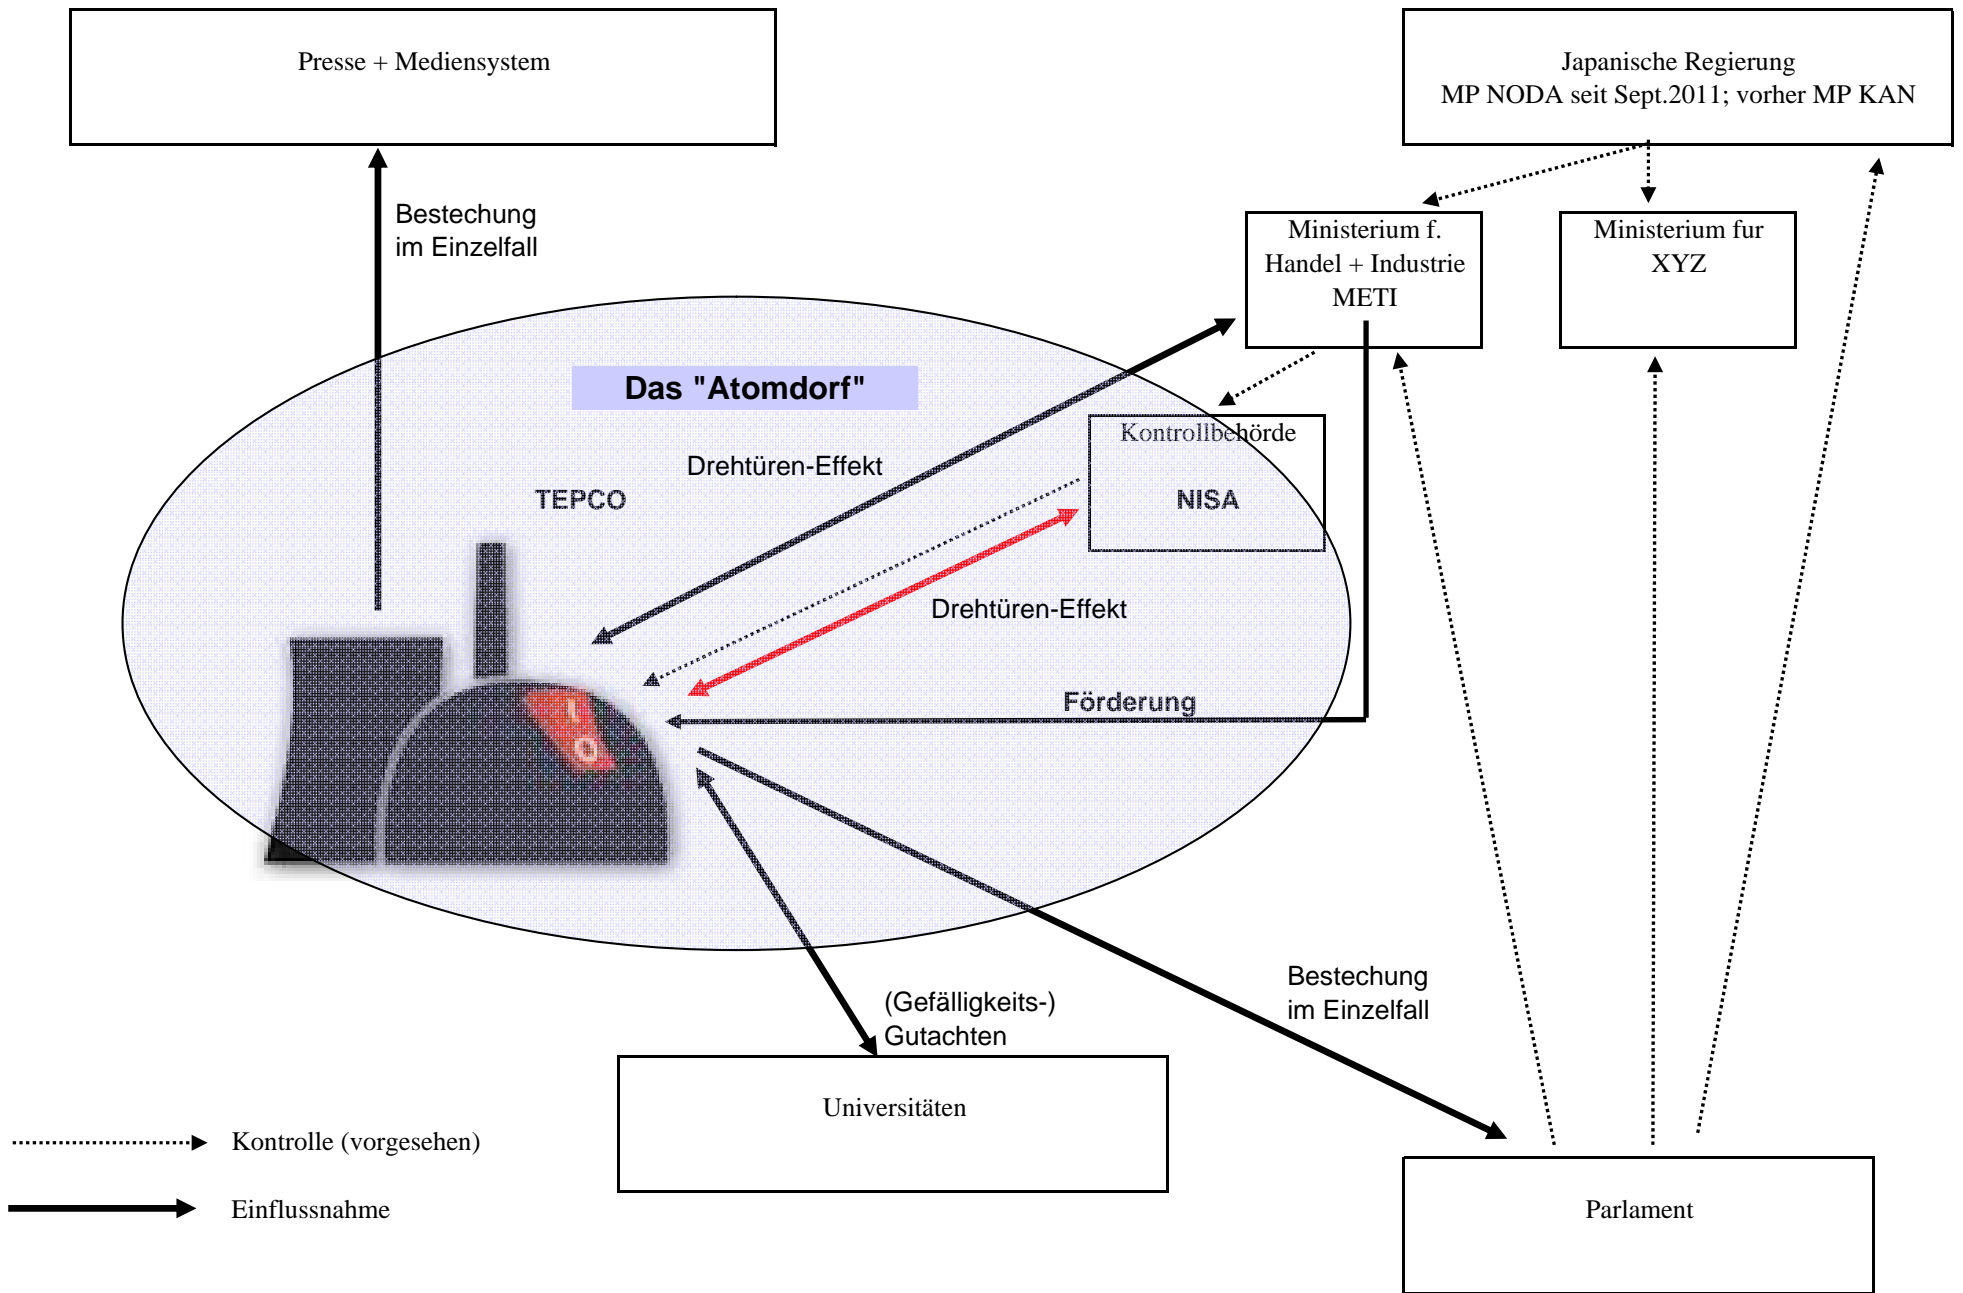 Presse + Mediensystem
Japanische Regierung
MP NODA seit Sept.2011; vorher MP KAN
Bestechung
im Einzelfall
Ministerium f.
Handel + Industrie
METI
Ministerium fur
XYZ
Das "Atomdorf"
Kontrollbehörde
NISA
Drehtüren-Effekt
TEPCO
Drehtüren-Effekt
Förderung
I
O
(Gefälligkeits-)
Gutachten
Bestechung
im Einzelfall
Universitäten
Kontrolle (vorgesehen)
Einflussnahme
Parlament